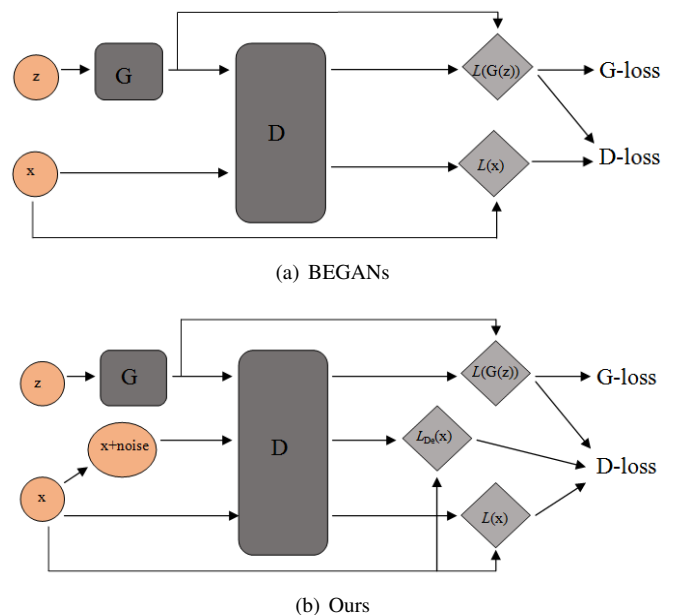 z
G
D
L(G(z))
G-loss
x
L(x)
D-loss
(a) BEGANs
z
G
D
L(G(z))
G-loss
x+noise
L_De(x)
D-loss
x
L(x)
(b) Ours